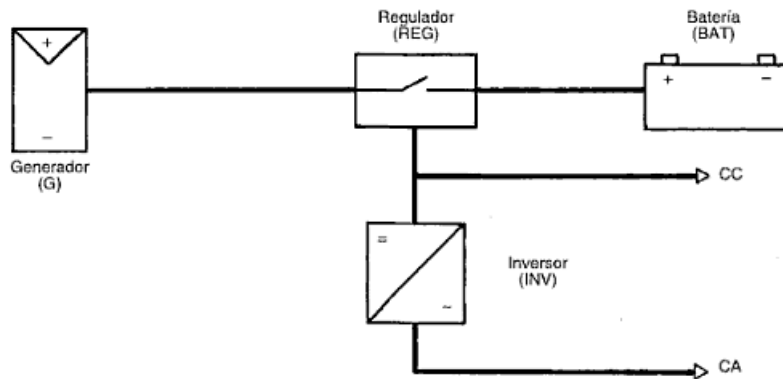 Regulador
(REG)
Batería
(BAT)
+
+
−
−
Generador
(G)
CC
=
Inversor
(INV)
~
CA